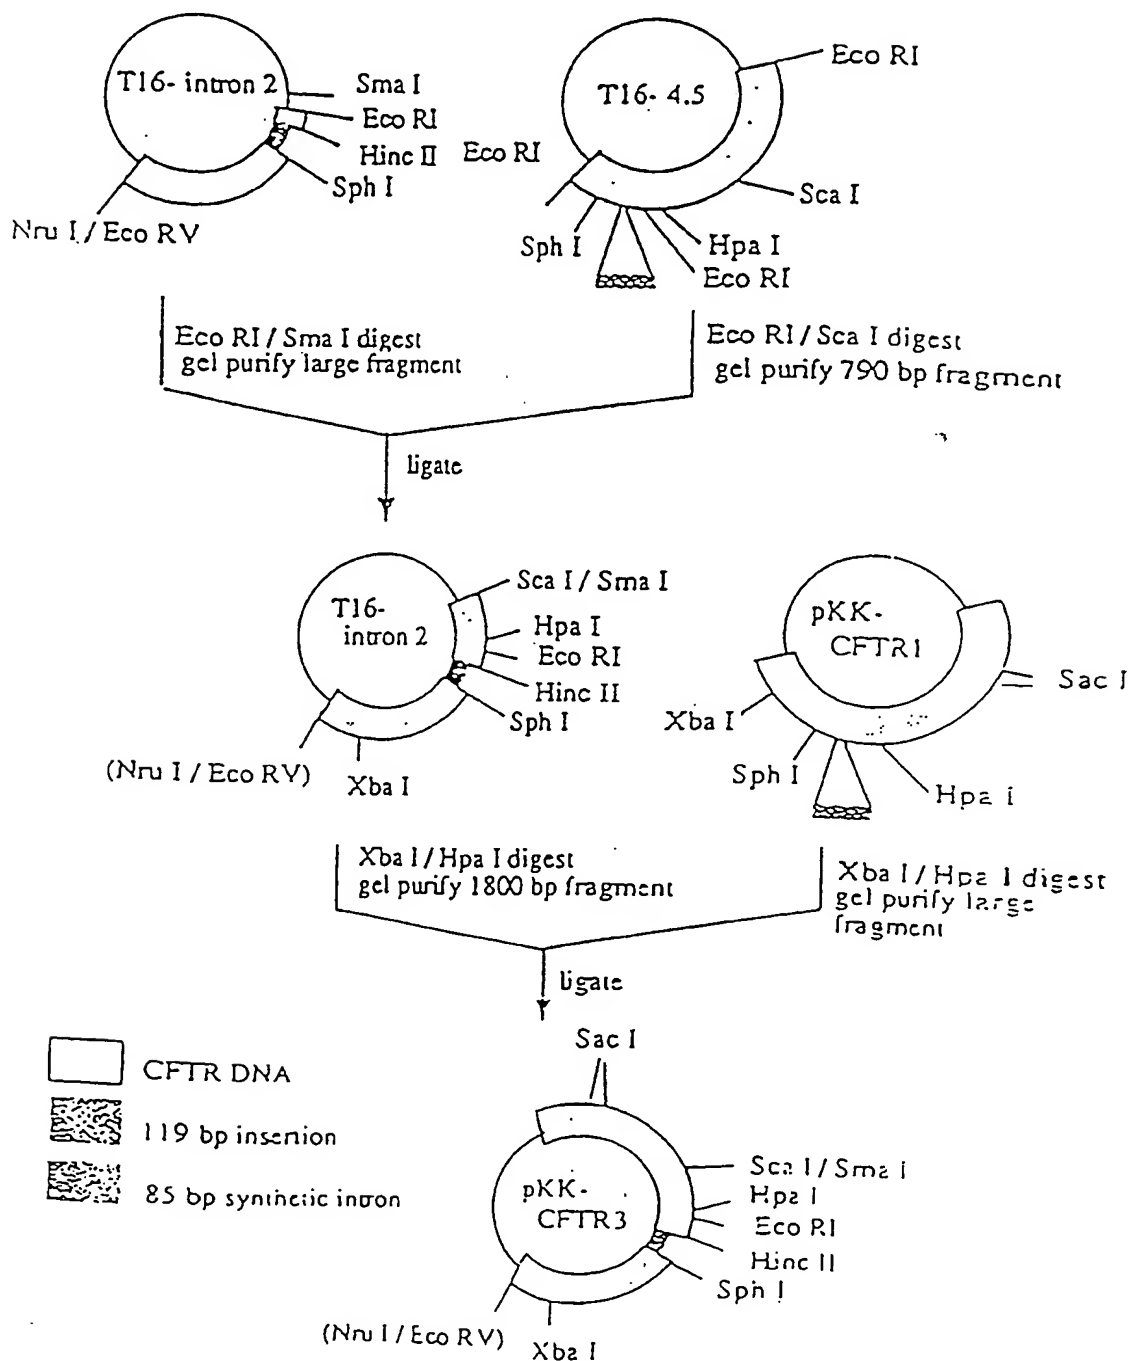 T16- intron 2
Sma I
Eco RI
Hinc II
Sph I
Nru I / Eco RV
T16- 4.5
Eco RI
Eco RI
Sca I
Hpa I
Eco RI
Sph I
Eco RI / Sma I digest
gel purify large fragment
Eco RI / Sca I digest
gel purify 790 bp fragment
ligate
T16-
intron 2
Sca I / Sma I
Hpa I
Eco RI
Hinc II
Sph I
(Nru I / Eco RV)
Xba I
pKK-
CFTR1
Sac I
Xba I
Sph I
Hpa I
Xba I / Hpa I digest
gel purify 1800 bp fragment
Xba I / Hpa I digest
gel purify large
fragment
ligate
CFTR DNA
119 bp insertion
85 bp synthetic intron
Sac I
pKK-
CFTR3
Sca I / Sma I
Hpa I
Eco RI
Hinc II
Sph I
(Nru I / Eco RV)
Xba I